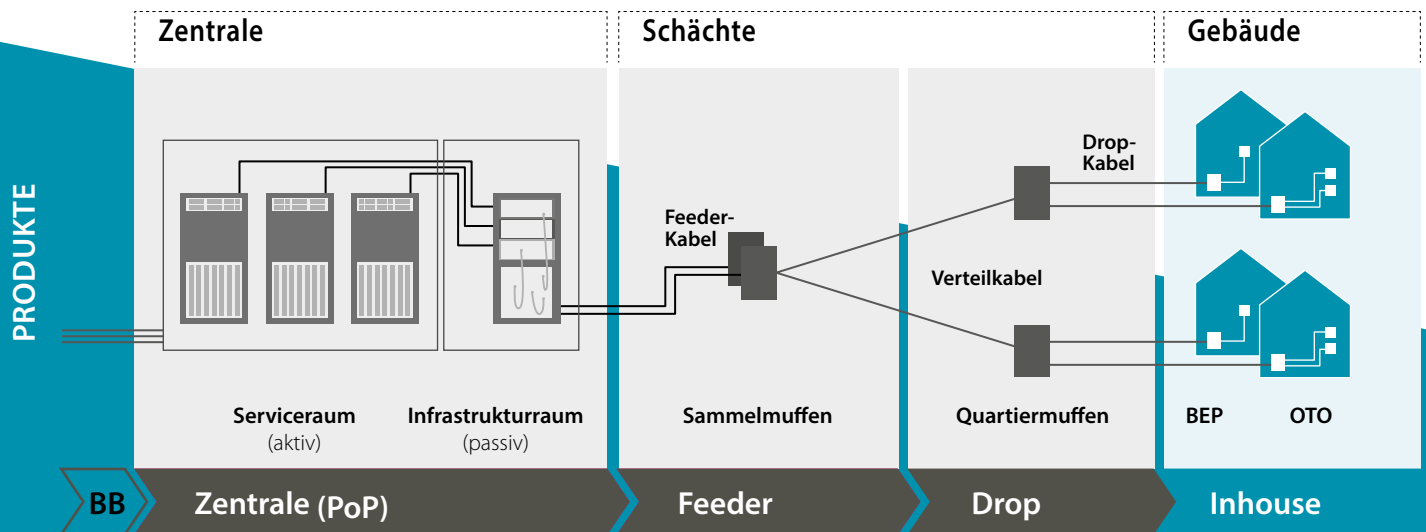 Zentrale
Schächte
Gebäude
PRODUKTE
Feeder-
Kabel
Drop-
Kabel
Verteilkabel
Serviceraum
(aktiv)
Infrastrukturraum
(passiv)
Sammelmuffen
Quartiermuffen
BEP
OTO
BB
Zentrale (PoP)
Feeder
Drop
Inhouse